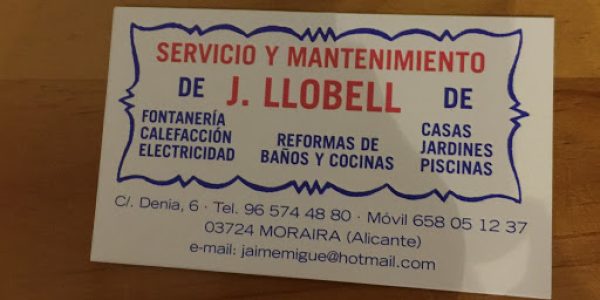 SERVICIO Y MANTENIMIENTO
DE J. LLOBELL DE
FONTANERÍA
CALEFACCIÓN
ELECTRICIDAD
REFORMAS DE
BAÑOS Y COCINAS
CASAS
JARDINES
PISCINAS
C/. Denia, 6 · Tel. 96 574 48 80 · Móvil 658 05 12 37
03724 MORAIRA (Alicante)
e-mail: jaimemigue@hotmail.com